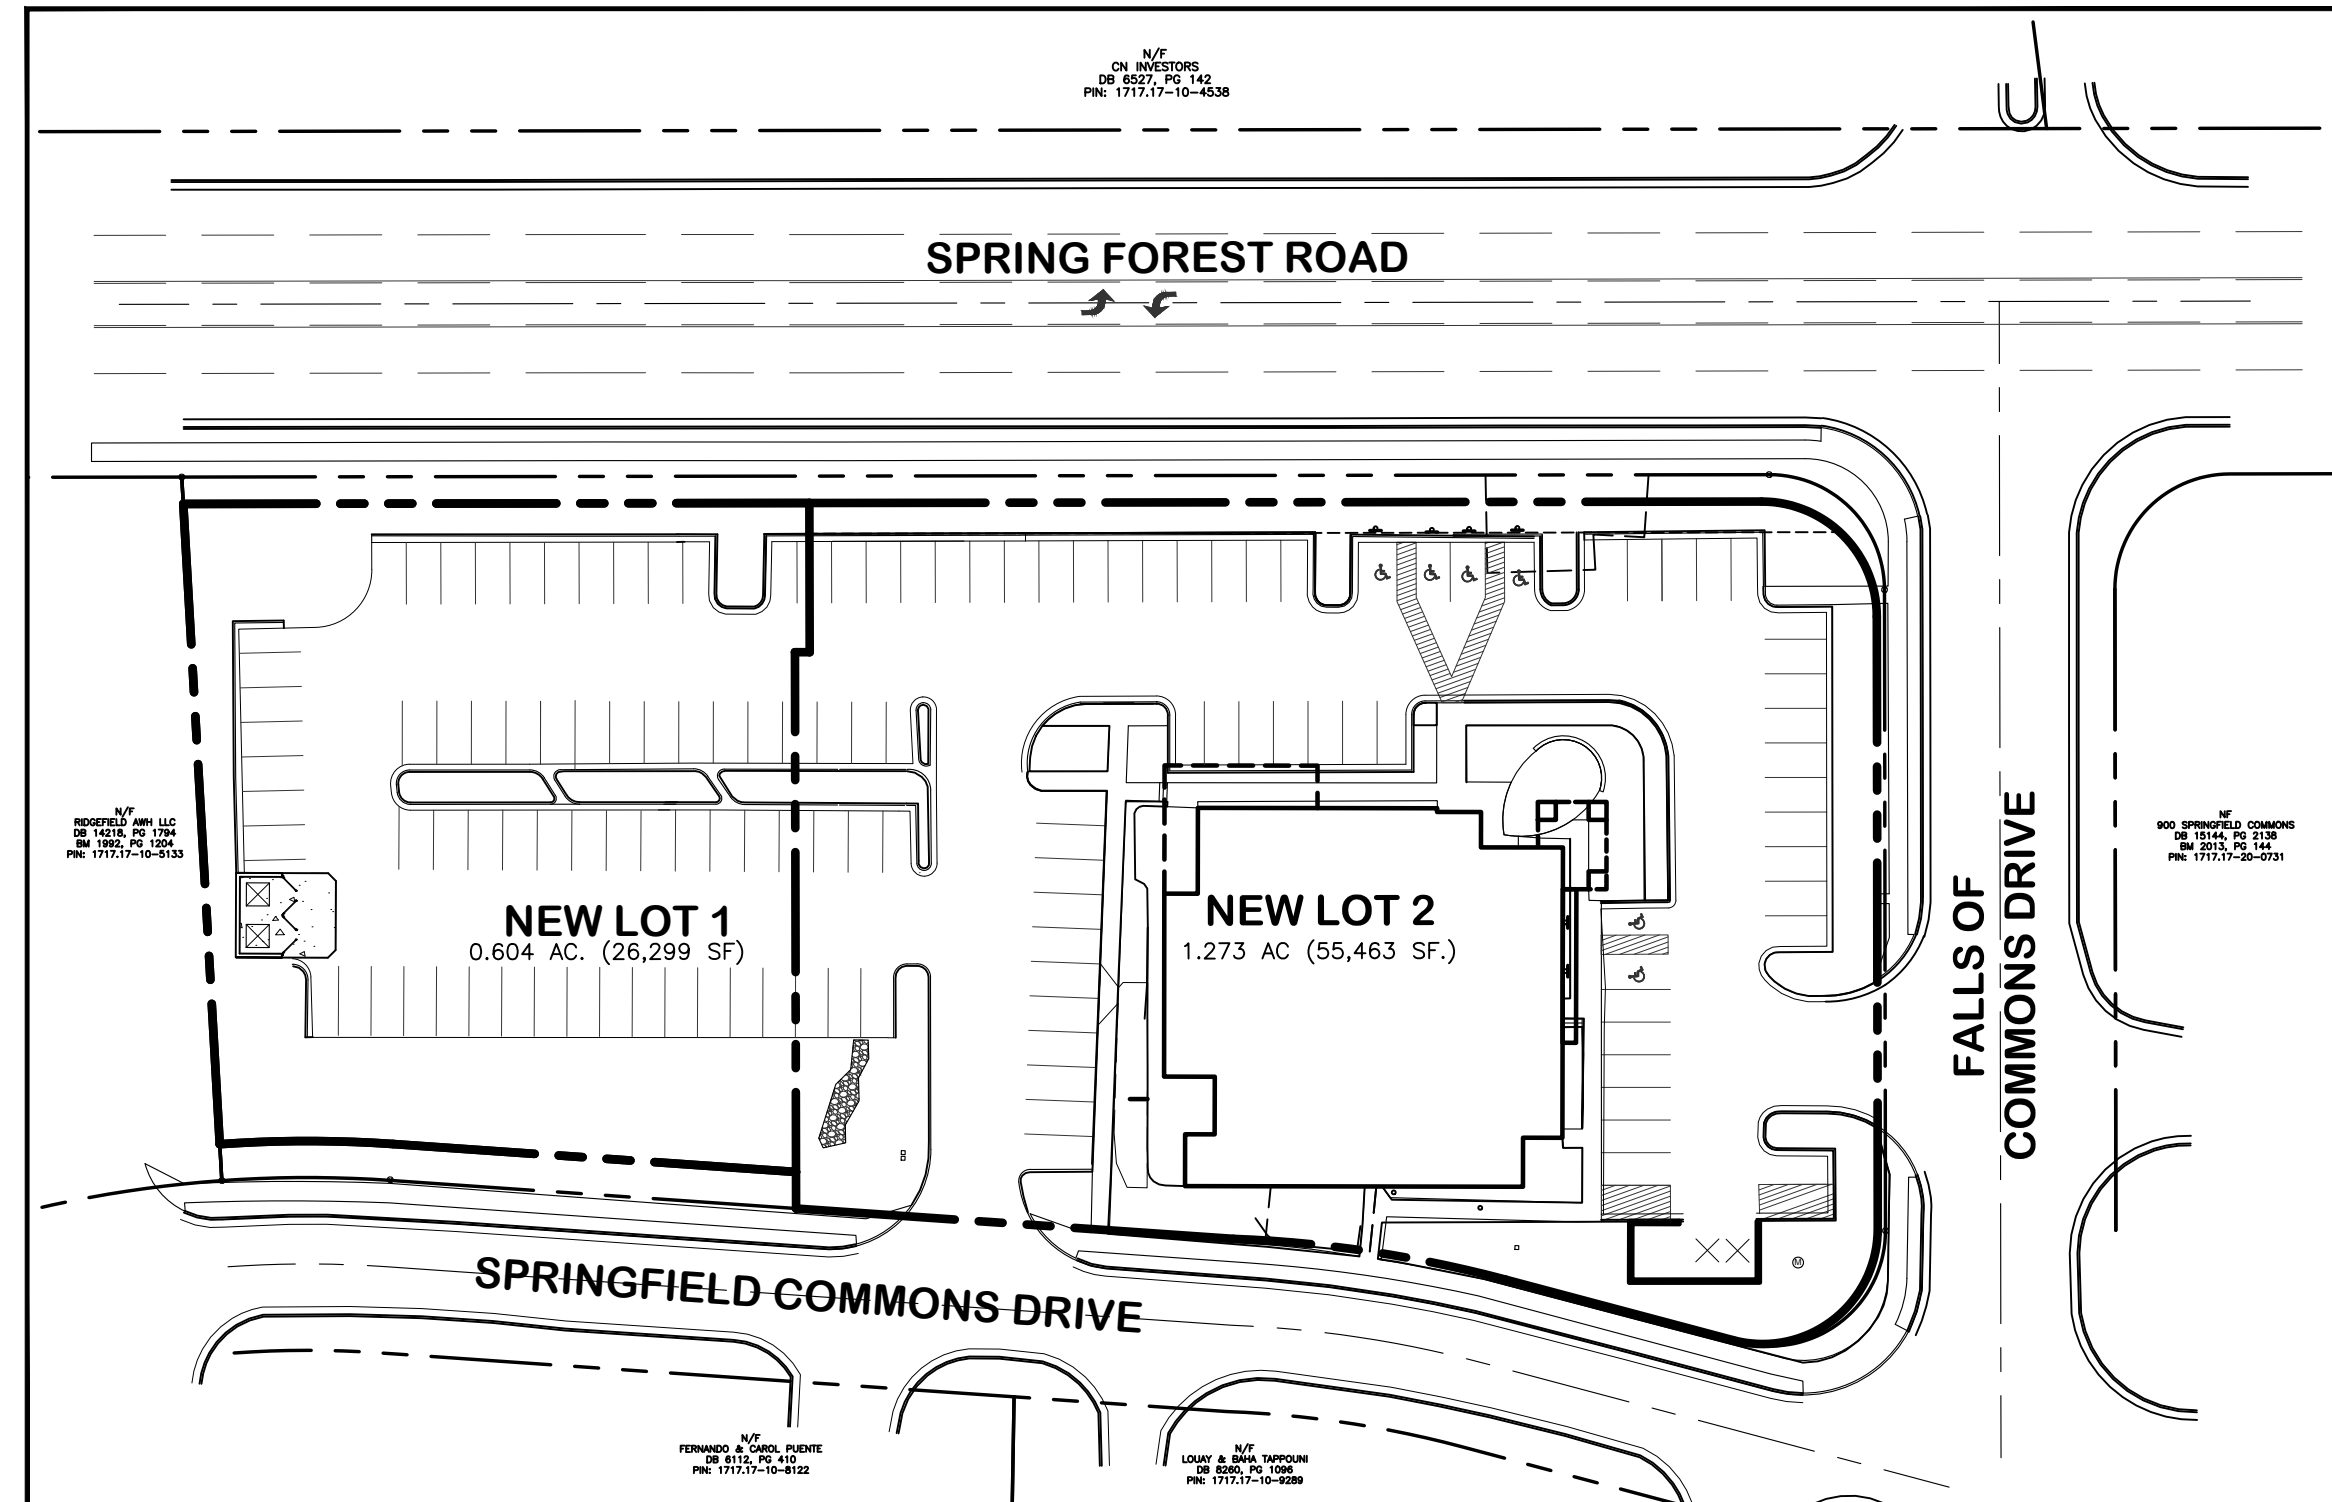 N/F
CN INVESTORS
DB 6527, PG 142
PIN: 1717.17-10-4538
SPRING FOREST ROAD
N/F
RIDGEFIELD AWH LLC
DB 14218, PG 1794
BM 1992, PG 1204
PIN: 1717.17-10-5133
NEW LOT 1
0.604 AC. (26,299 SF)
NEW LOT 2
1.273 AC (55,463 SF.)
FALLS OF
COMMONS DRIVE
NF
900 SPRINGFIELD COMMONS
DB 15144, PG 2138
BM 2013, PG 144
PIN: 1717.17-20-0731
M
SPRINGFIELD COMMONS DRIVE
N/F
FERNANDO & CAROL PUENTE
DB 6112, PG 410
PIN: 1717.17-10-8122
N/F
LOUAY & BAHA TAPPOUNI
DB 8260, PG 1096
PIN: 1717.17-10-9289